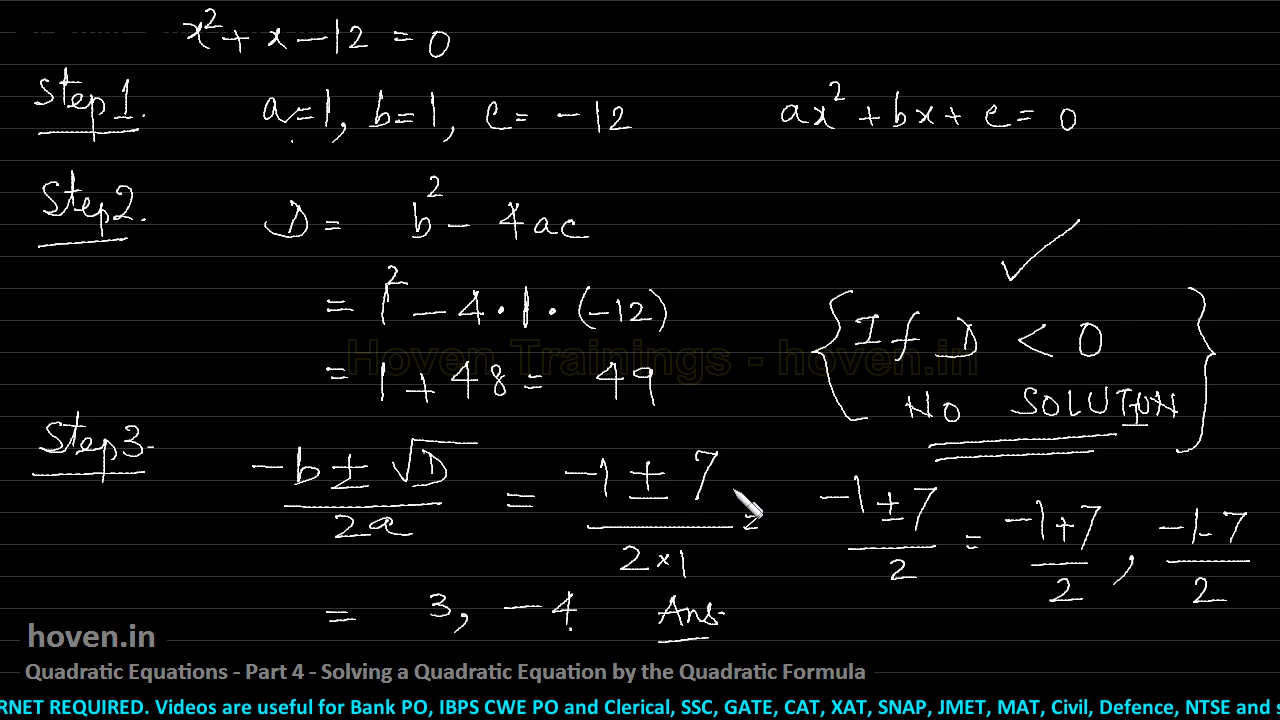 x² + x - 12 = 0
Step 1. a = 1, b = 1, c = -12 ax² + bx + c = 0
Step 2. D = b² - 4ac
= 1² - 4 · 1 · (-12)
{ If D < 0
Hoven Trainings - hoven.in
= 1 + 48 = 49
NO SOLUTION }
Step 3. -b ± √D / 2a = -1 ± 7 / 2 × 1 = -1 ± 7 / 2 = -1 + 7 / 2 , -1 - 7 / 2
= 3, -4 Ans.
hoven.in
Quadratic Equations - Part 4 - Solving a Quadratic Equation by the Quadratic Formula
RNET REQUIRED. Videos are useful for Bank PO, IBPS CWE PO and Clerical, SSC, GATE, CAT, XAT, SNAP, JMET, MAT, Civil, Defence, NTSE and s